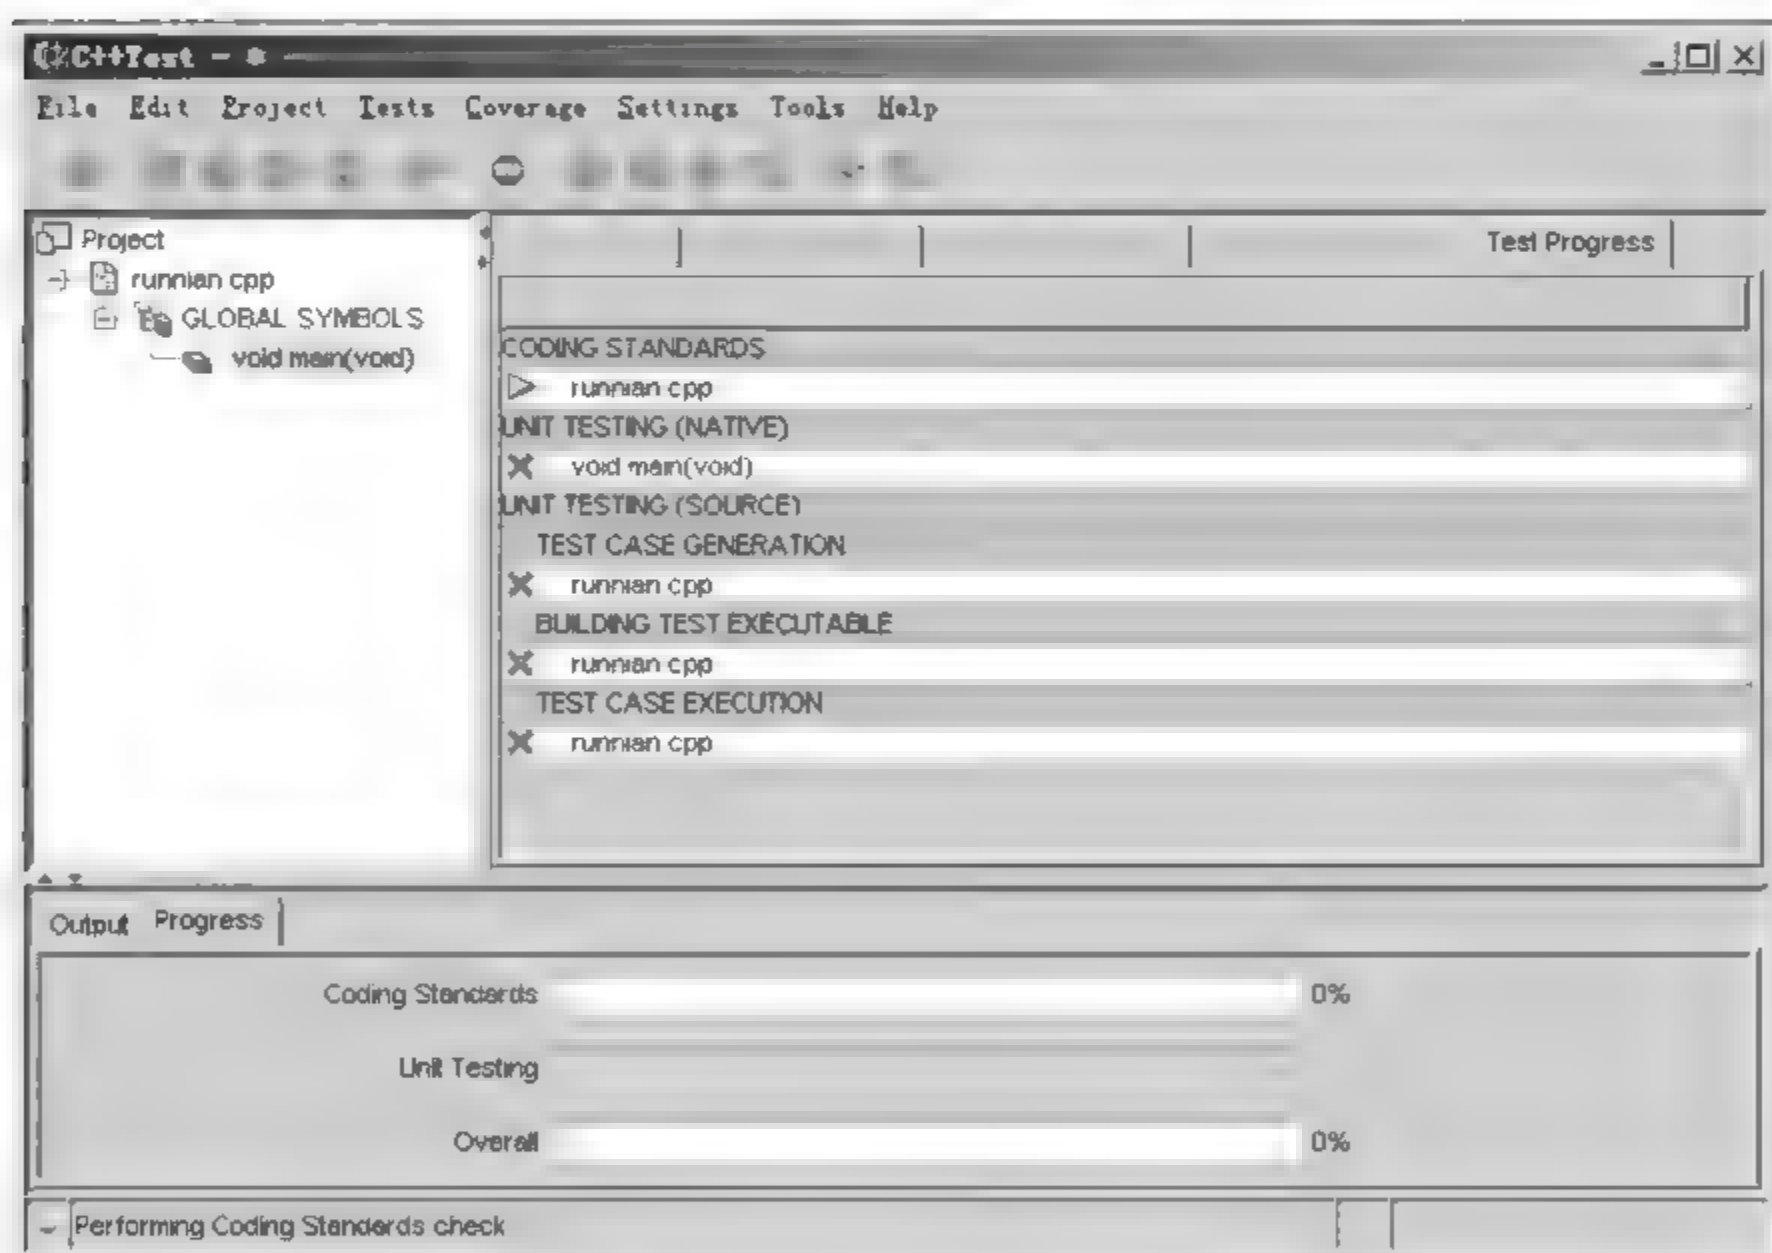 C++Test - *
File Edit Project Tests Coverage Settings Tools Help
Project
runnian cpp
GLOBAL SYMBOLS
void main(void)
Test Progress
CODING STANDARDS
runnian cpp
UNIT TESTING (NATIVE)
void main(void)
UNIT TESTING (SOURCE)
TEST CASE GENERATION
runnian cpp
BUILDING TEST EXECUTABLE
runnian cpp
TEST CASE EXECUTION
runnian cpp
Output Progress
Coding Standards 0%
Unit Testing
Overall 0%
Performing Coding Standards check